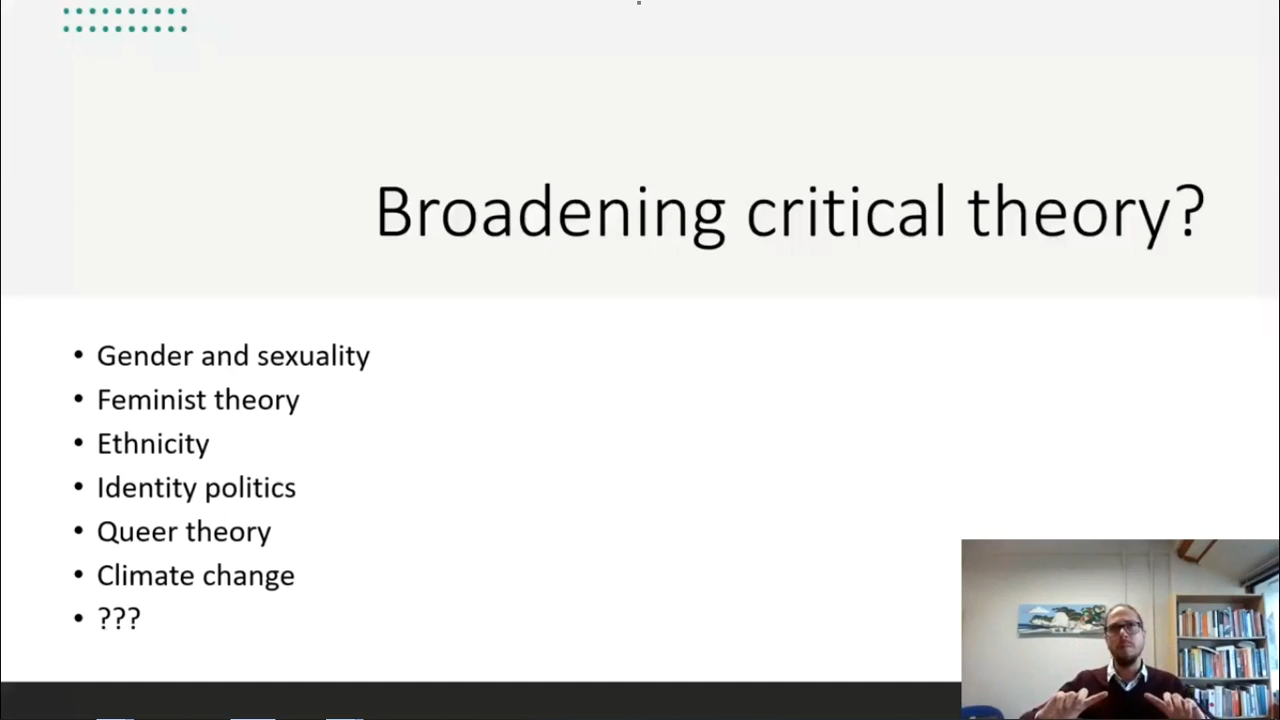 Broadening critical theory?
• Gender and sexuality
• Feminist theory
• Ethnicity
• Identity politics
• Queer theory
• Climate change
• ???